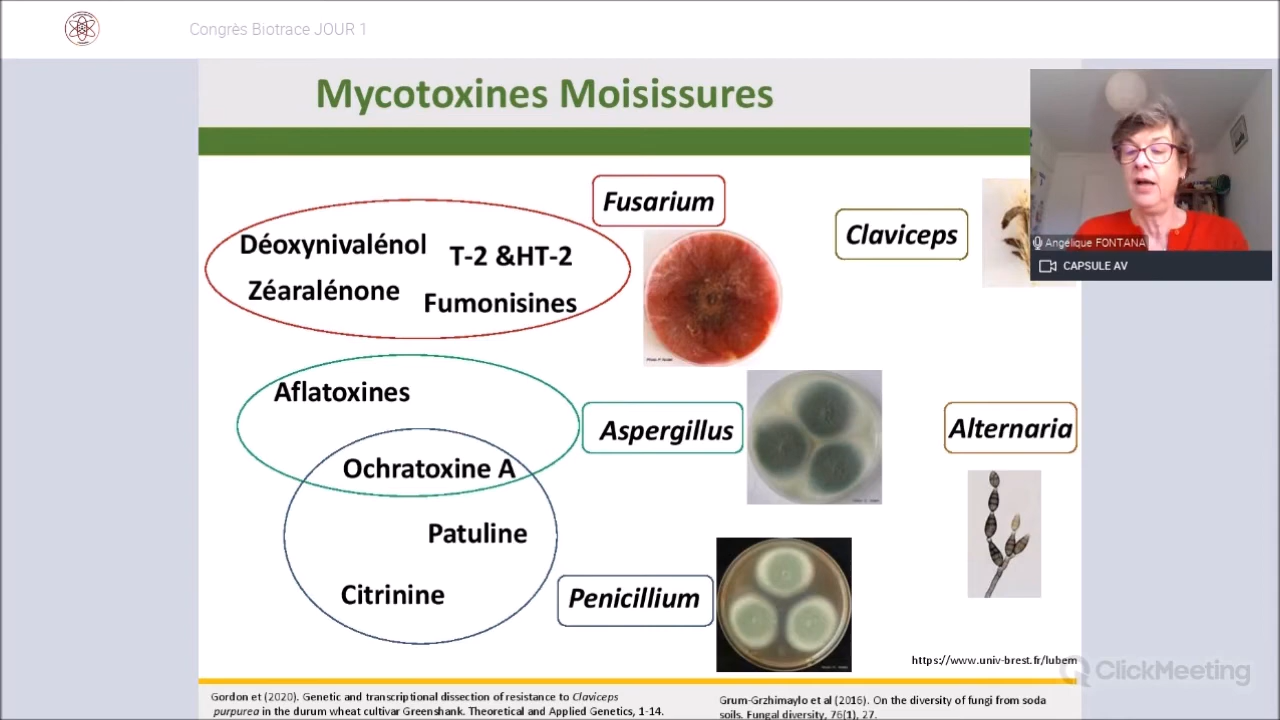 Congrès Biotrace JOUR 1
Mycotoxines Moisissures
Fusarium
Claviceps
Déoxynivalénol
T-2 &HT-2
Zéaralénone
Fumonisines
Angélique FONTANA
CAPSULE AV
Aflatoxines
Aspergillus
Alternaria
Ochratoxine A
Patuline
Citrinine
Penicillium
https://www.univ-brest.fr/lubem
ClickMeeting
Gordon et (2020). Genetic and transcriptional dissection of resistance to Claviceps
purpurea in the durum wheat cultivar Greenshank. Theoretical and Applied Genetics, 1-14.
Grum-Grzhimaylo et al (2016). On the diversity of fungi from soda
soils. Fungal diversity, 76(1), 27.